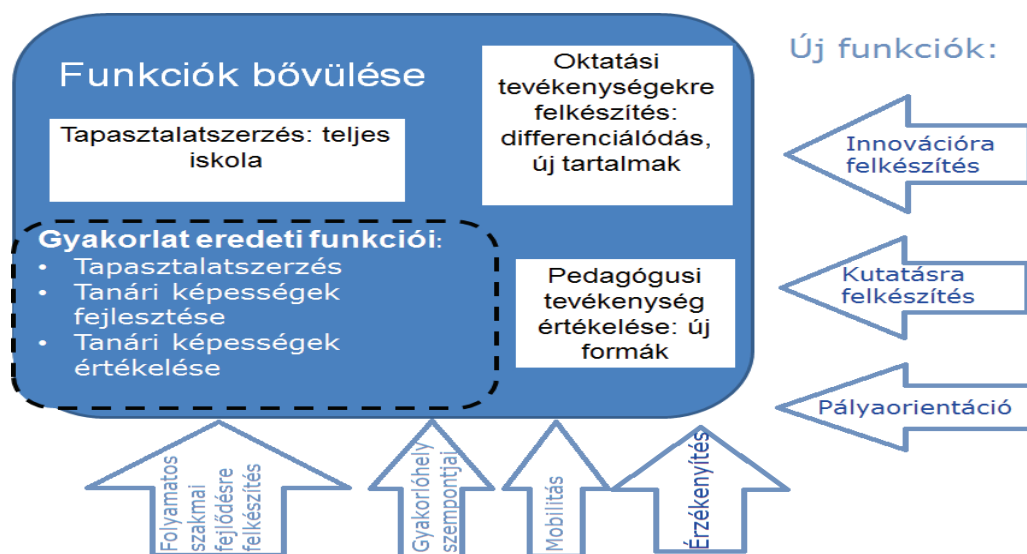 Funkciók bővülése
Tapasztalatszerzés: teljes
iskola
Oktatási
tevékenységekre
felkészítés:
differenciálódás,
új tartalmak
Gyakorlat eredeti funkciói:
• Tapasztalatszerzés
• Tanári képességek
fejlesztése
• Tanári képességek
értékelése
Pedagógusi
tevékenység
értékelése: új
formák
Új funkciók:
Innovációra
felkészítés
Kutatásra
felkészítés
Pályaorientáció
Folyamatos
szakmai
fejlődésre
felkészítés
Gyakorlóhely
szempontjai
Mobilitás
Érzékenyítés